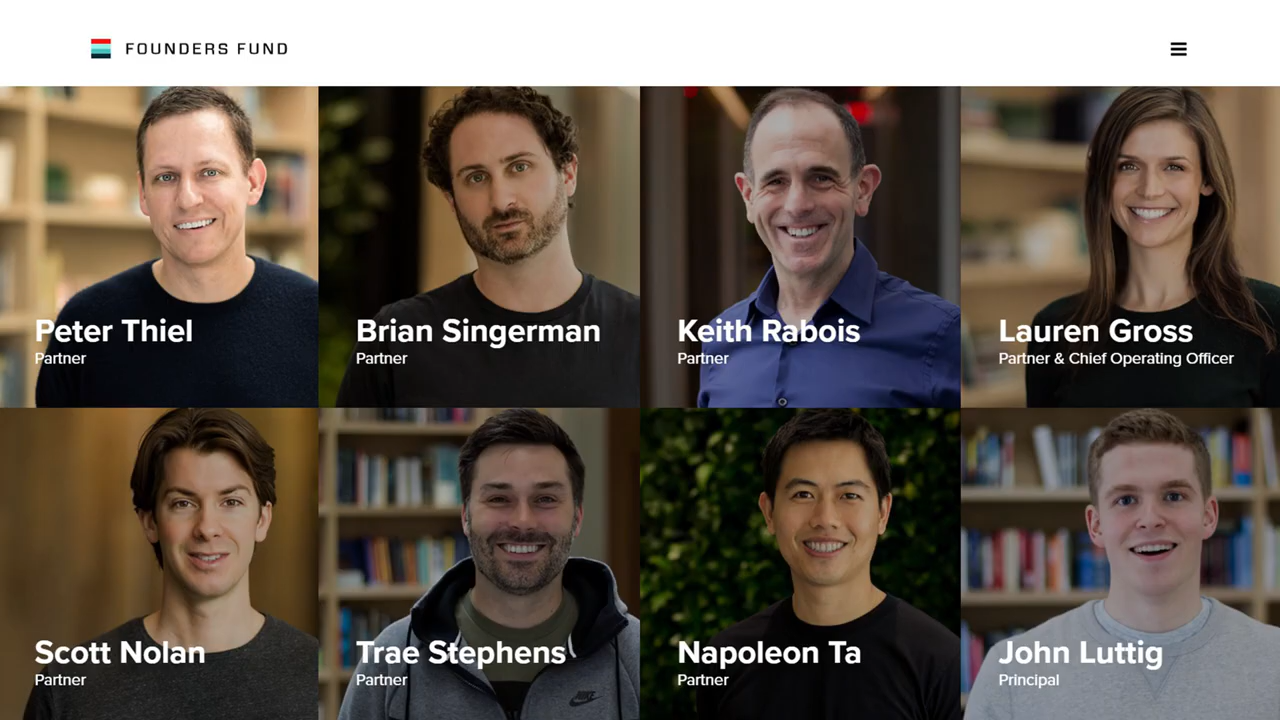 FOUNDERS FUND
Peter Thiel
Partner
Brian Singerman
Partner
Keith Rabois
Partner
Lauren Gross
Partner & Chief Operating Officer
Scott Nolan
Partner
Trae Stephens
Partner
NIKE
Napoleon Ta
Partner
John Luttig
Principal